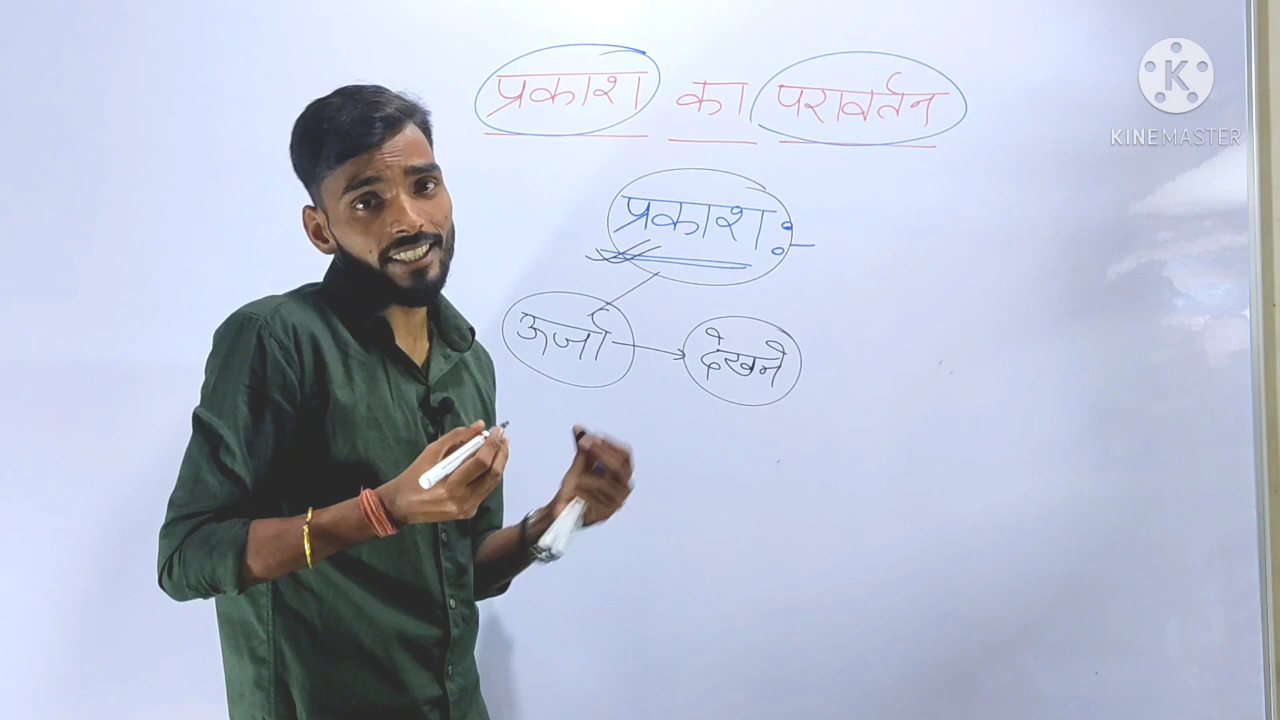 प्रकाश का परावर्तन
प्रकाश :-
ऊर्जा → देखने
KINEMASTER